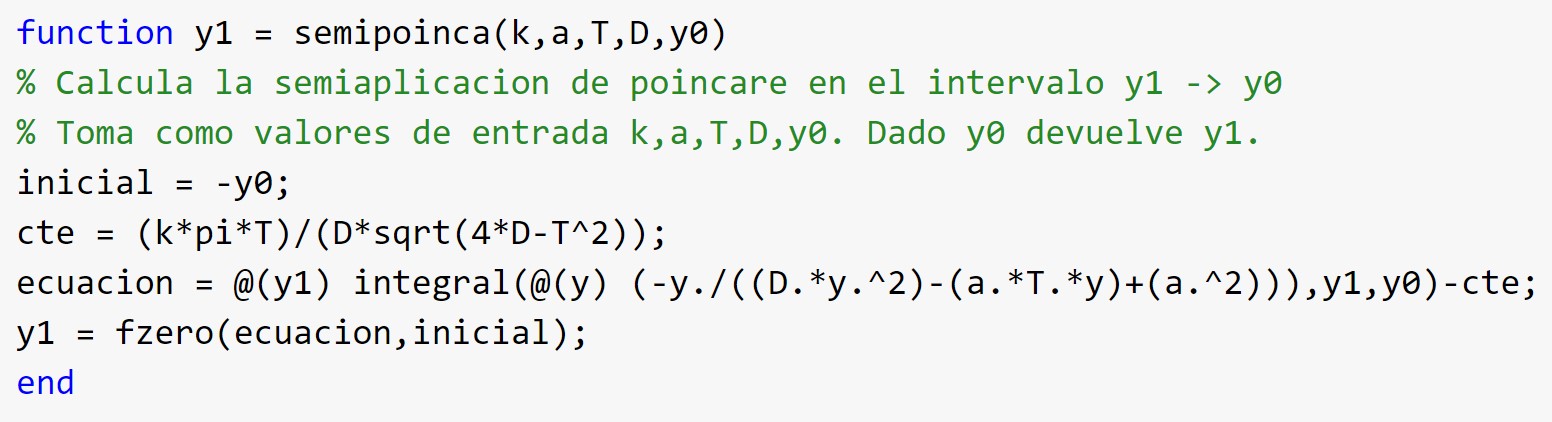 function y1 = semipoinca(k,a,T,D,y0)
% Calcula la semiaplicacion de poincare en el intervalo y1 -> y0
% Toma como valores de entrada k,a,T,D,y0. Dado y0 devuelve y1.
inicial = -y0;
cte = (k*pi*T)/(D*sqrt(4*D-T^2));
ecuacion = @(y1) integral(@(y) (-y./((D.*y.^2)-(a.*T.*y)+(a.^2))),y1,y0)-cte;
y1 = fzero(ecuacion,inicial);
end